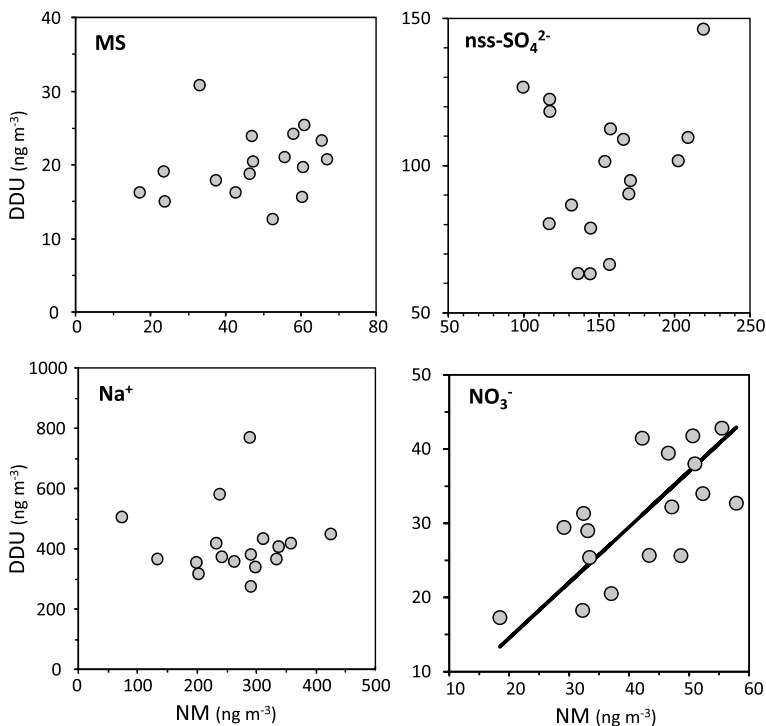 MS
40
30
20
10
0
DDU (ng m⁻³)
20 40 60 80
nss-SO₄²⁻
150
100
50
50 100 150 200 250
Na⁺
1000
800
600
400
200
0
DDU (ng m⁻³)
0 100 200 300 400 500
NM (ng m⁻³)
NO₃⁻
50
40
30
20
10
10 20 30 40 50 60
NM (ng m⁻³)